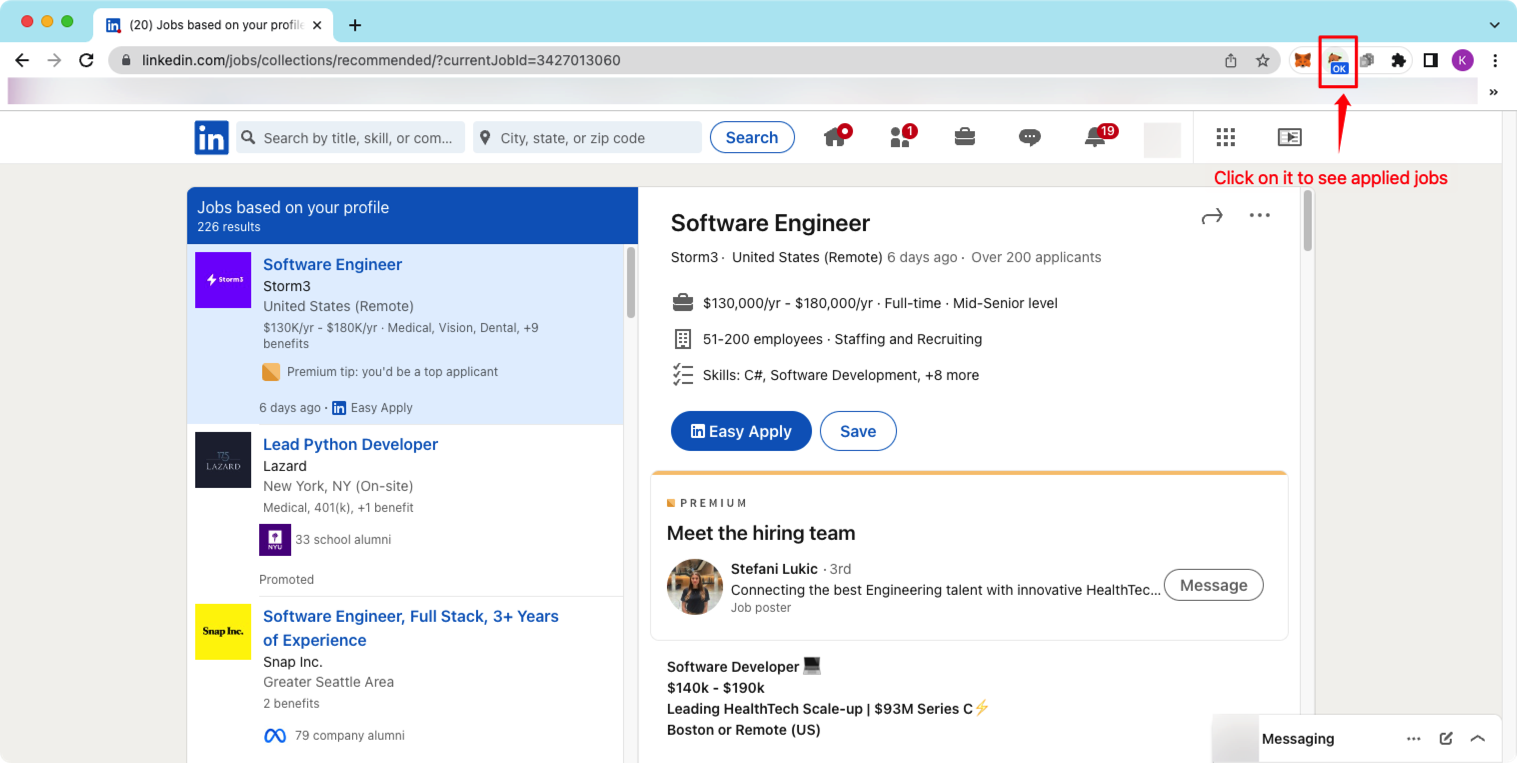 (20) Jobs based on your profile
linkedin.com/jobs/collections/recommended/?currentJobId=3427013060
OK
K
in
Search by title, skill, or com...
City, state, or zip code
Search
1
19
Click on it to see applied jobs
Jobs based on your profile
226 results
Storm3
Software Engineer
Storm3
United States (Remote)
$130K/yr - $180K/yr · Medical, Vision, Dental, +9
benefits
Premium tip: you'd be a top applicant
6 days ago · in Easy Apply
LAZARD
Lead Python Developer
Lazard
New York, NY (On-site)
Medical, 401(k), +1 benefit
NYU
33 school alumni
Promoted
Snap Inc.
Software Engineer, Full Stack, 3+ Years
of Experience
Snap Inc.
Greater Seattle Area
2 benefits
79 company alumni
Software Engineer
Storm3 · United States (Remote) 6 days ago · Over 200 applicants
$130,000/yr - $180,000/yr · Full-time · Mid-Senior level
51-200 employees · Staffing and Recruiting
Skills: C#, Software Development, +8 more
in Easy Apply
Save
PREMIUM
Meet the hiring team
Stefani Lukic · 3rd
Connecting the best Engineering talent with innovative HealthTec...
Job poster
Message
Software Developer 💻
$140k - $190k
Leading HealthTech Scale-up | $93M Series C⚡
Boston or Remote (US)
Messaging